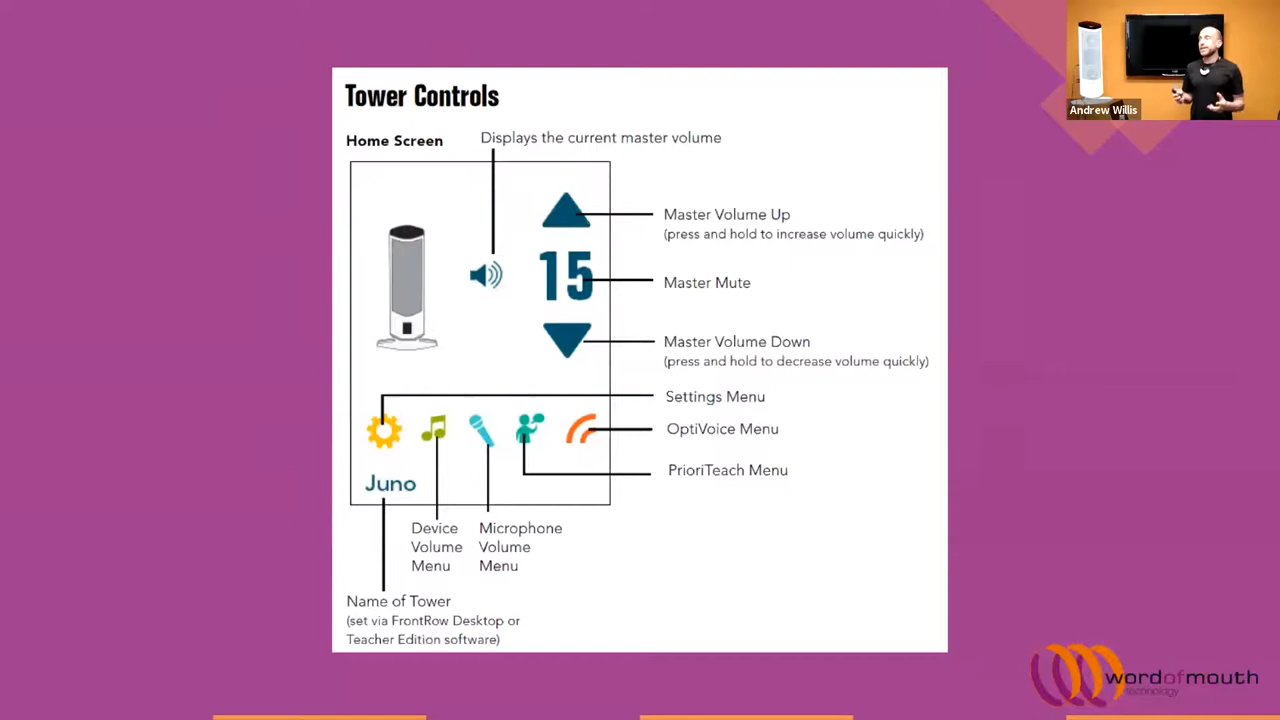 Andrew Willis
Tower Controls
Home Screen
Displays the current master volume
Master Volume Up
(press and hold to increase volume quickly)
15
Master Mute
Master Volume Down
(press and hold to decrease volume quickly)
Settings Menu
OptiVoice Menu
PrioriTeach Menu
Juno
Device
Volume
Menu
Microphone
Volume
Menu
Name of Tower
(set via FrontRow Desktop or
Teacher Edition software)
wordofmouth
technology